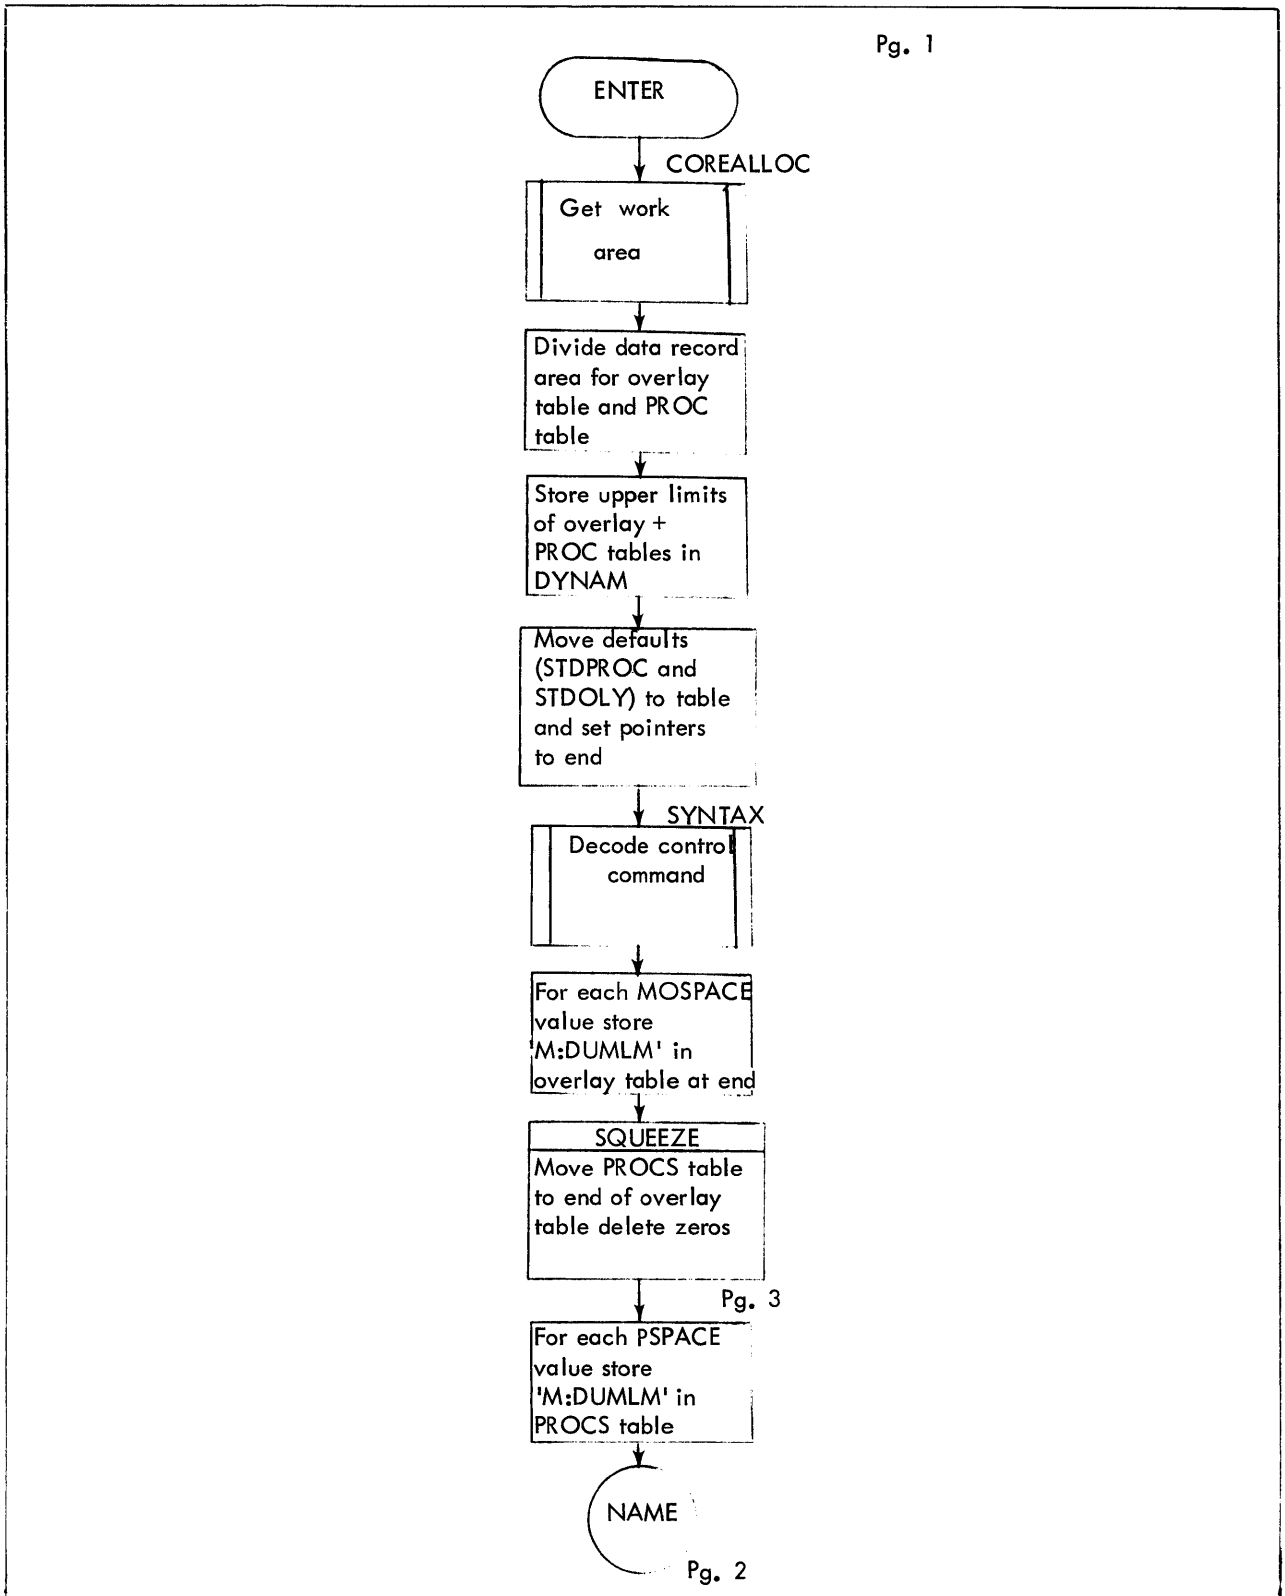 Pg. 1
ENTER
COREALLOC
Get work
area
Divide data record
area for overlay
table and PROC
table
Store upper limits
of overlay +
PROC tables in
DYNAM
Move defaults
(STDPROC and
STDOLY) to table
and set pointers
to end
SYNTAX
Decode control
command
For each MOSPACE
value store
'M:DUMLM' in
overlay table at end
SQUEEZE
Move PROCS table
to end of overlay
table delete zeros
Pg. 3
For each PSPACE
value store
'M:DUMLM' in
PROCS table
NAME
Pg. 2